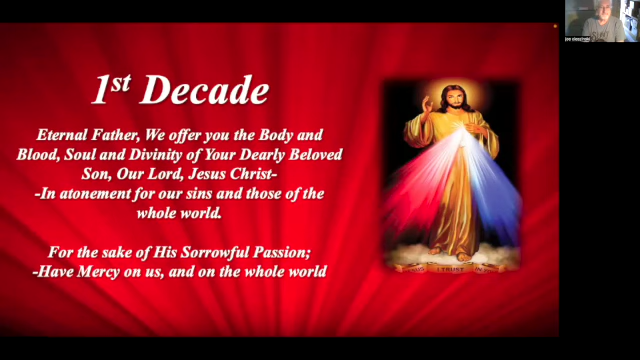 1st Decade
Eternal Father, We offer you the Body and
Blood, Soul and Divinity of Your Dearly Beloved
Son, Our Lord, Jesus Christ-
-In atonement for our sins and those of the
whole world.
For the sake of His Sorrowful Passion;
-Have Mercy on us, and on the whole world
I TRUST IN